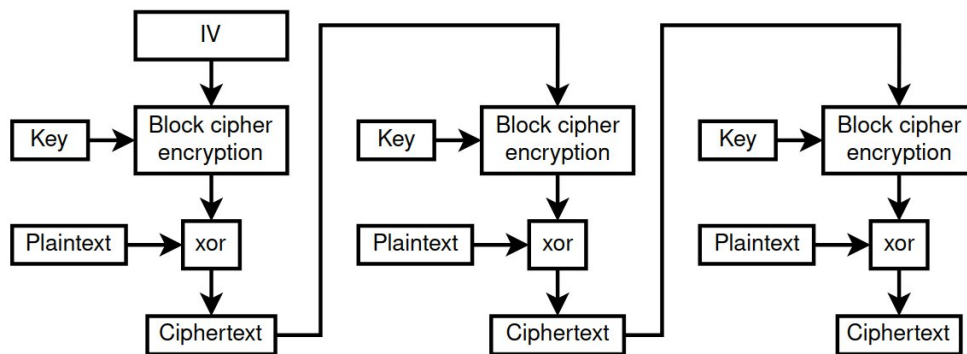 IV
Key
Block cipher
encryption
Key
Block cipher
encryption
Key
Block cipher
encryption
Plaintext
xor
Plaintext
xor
Plaintext
xor
Ciphertext
Ciphertext
Ciphertext